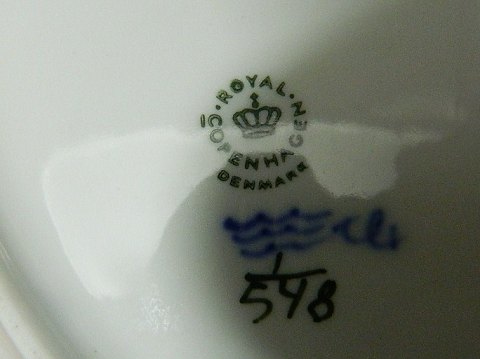 ROYAL
COPENHAGEN
DENMARK
1
548